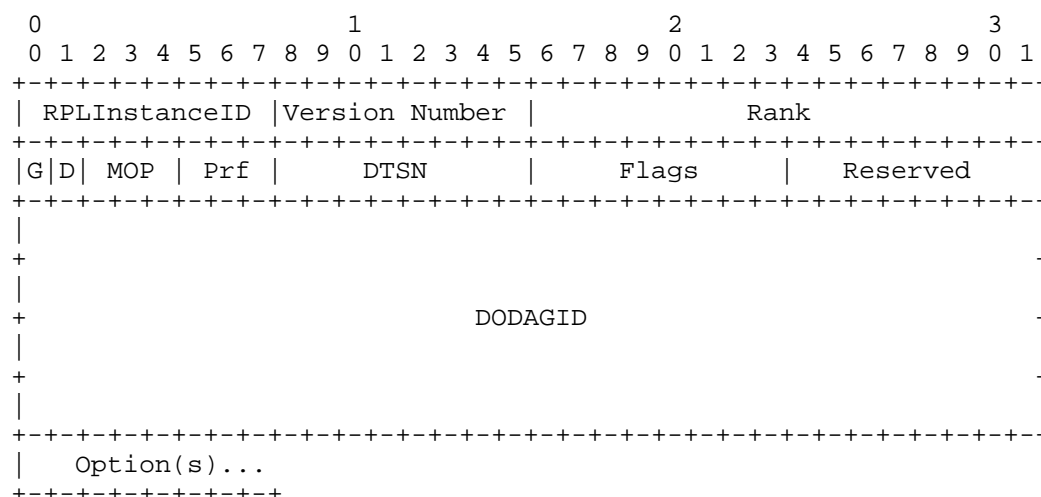 0                   1                   2                   3
 0 1 2 3 4 5 6 7 8 9 0 1 2 3 4 5 6 7 8 9 0 1 2 3 4 5 6 7 8 9 0 1
+-+-+-+-+-+-+-+-+-+-+-+-+-+-+-+-+-+-+-+-+-+-+-+-+-+-+-+-+-+-+-+-
| RPLInstanceID |Version Number |             Rank
+-+-+-+-+-+-+-+-+-+-+-+-+-+-+-+-+-+-+-+-+-+-+-+-+-+-+-+-+-+-+-+-
|G|D| MOP | Prf |     DTSN      |     Flags     |   Reserved
+-+-+-+-+-+-+-+-+-+-+-+-+-+-+-+-+-+-+-+-+-+-+-+-+-+-+-+-+-+-+-+-
|
+                                                               -
|
+                            DODAGID                            -
|
+                                                               -
|
+-+-+-+-+-+-+-+-+-+-+-+-+-+-+-+-+-+-+-+-+-+-+-+-+-+-+-+-+-+-+-+-
|   Option(s)...
+-+-+-+-+-+-+-+-+